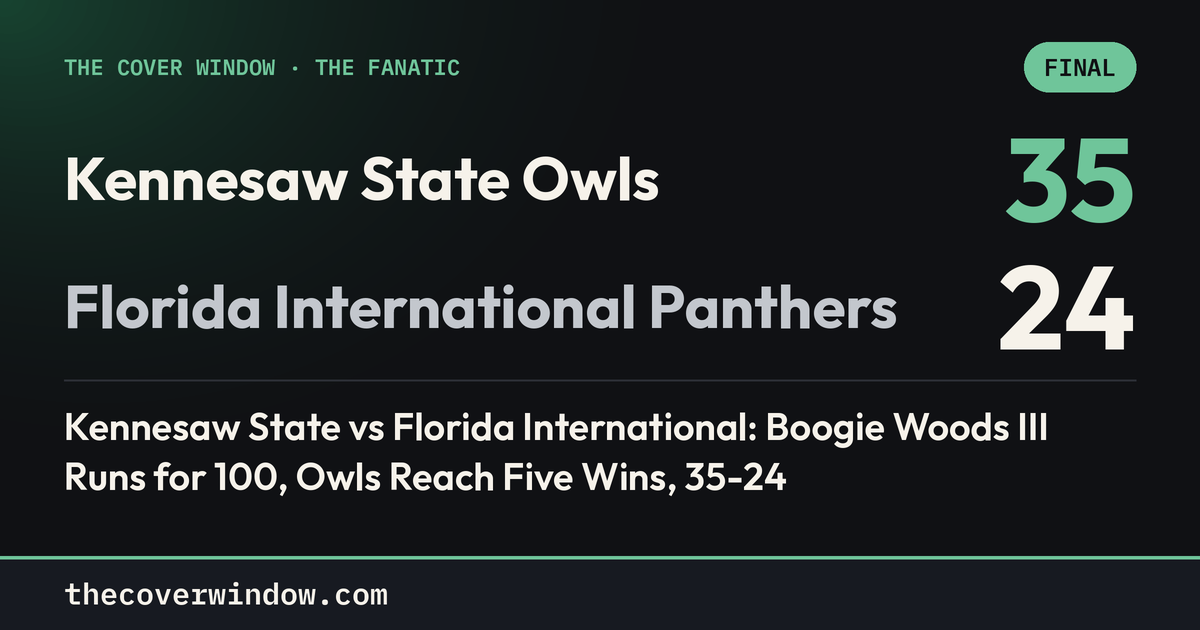 THE COVER WINDOW · THE FANATIC
FINAL
Kennesaw State Owls
35
Florida International Panthers
24
Kennesaw State vs Florida International: Boogie Woods III
Runs for 100, Owls Reach Five Wins, 35-24
thecoverwindow.com